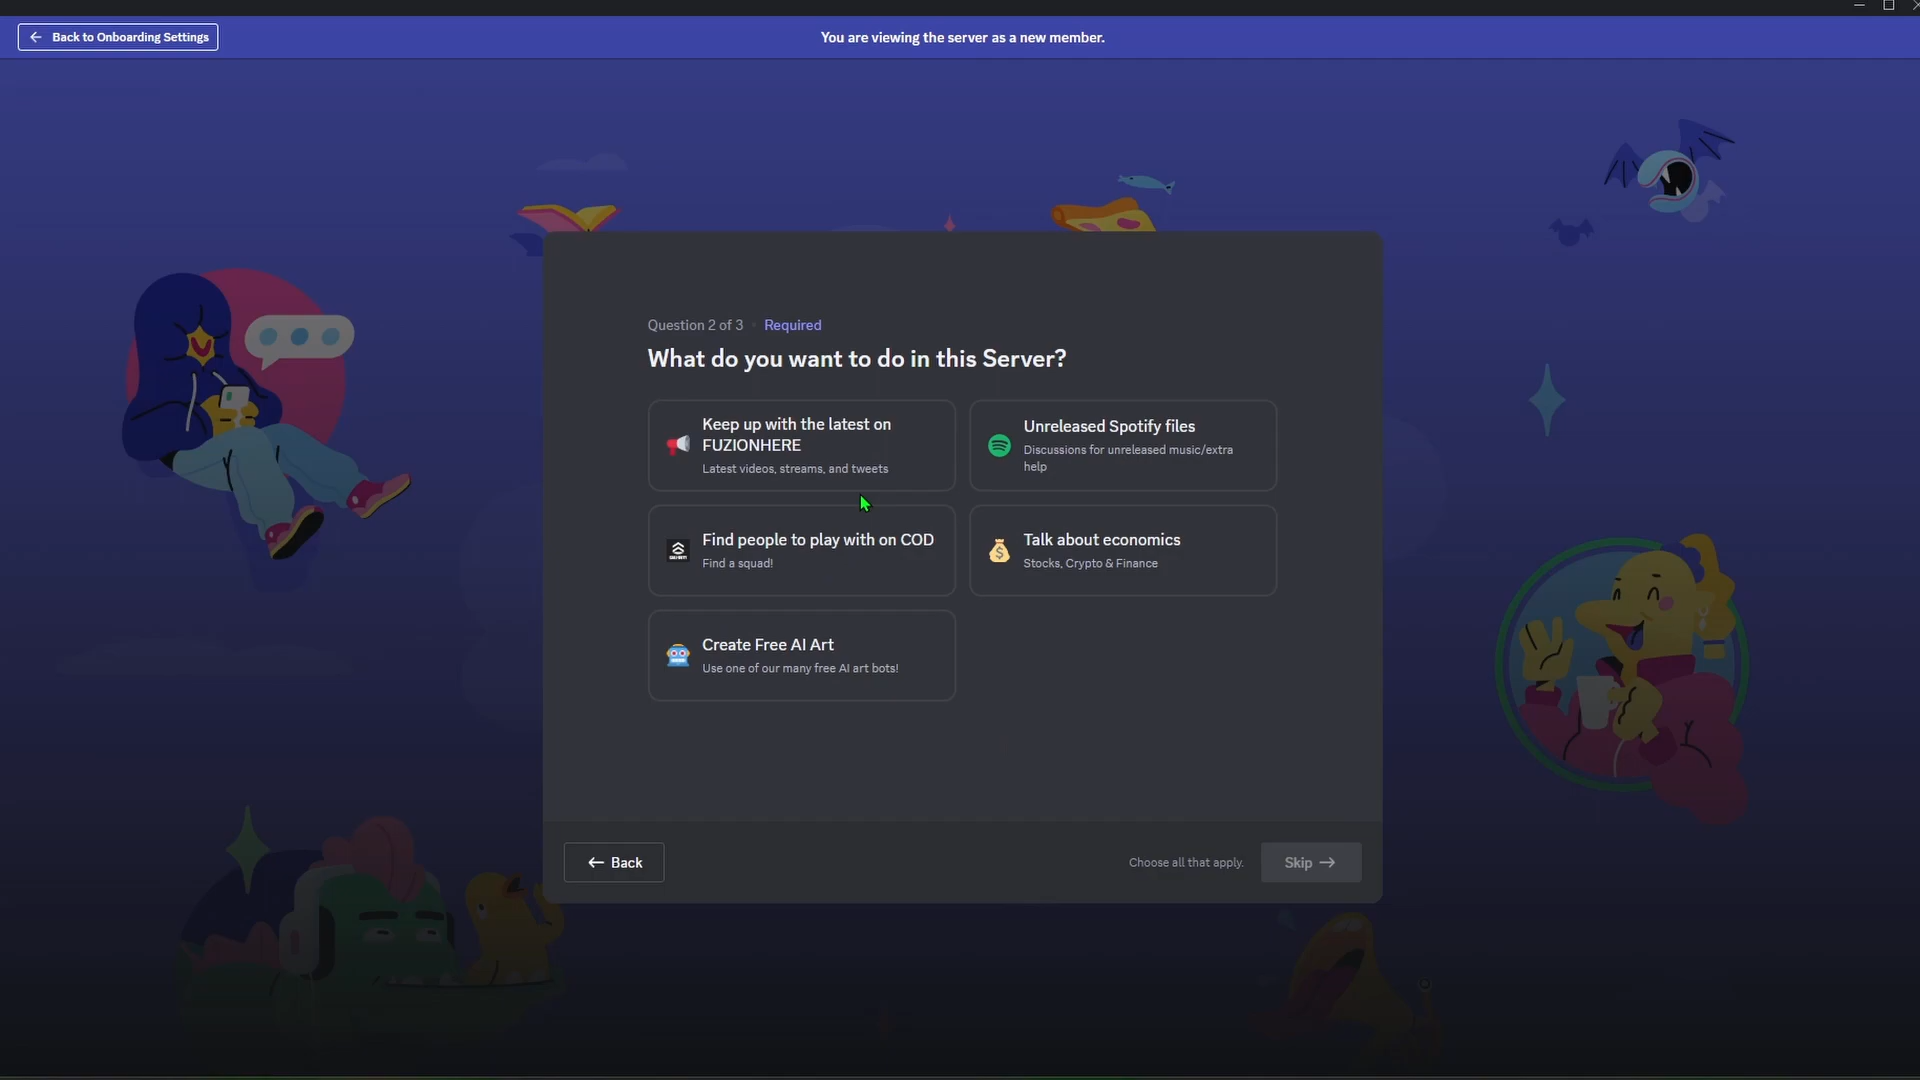 Back to Onboarding Settings
You are viewing the server as a new member.
Question 2 of 3 Required
What do you want to do in this Server?
Keep up with the latest on
FUZIONHERE
Latest videos, streams, and tweets
Unreleased Spotify files
Discussions for unreleased music/extra
help
Find people to play with on COD
Find a squad!
Talk about economics
Stocks, Crypto & Finance
Create Free AI Art
Use one of our many free AI art bots!
Back
Choose all that apply.
Skip